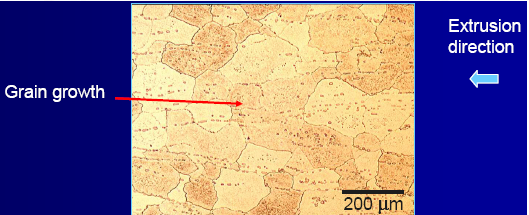 Extrusion
direction
Grain growth
200 μm